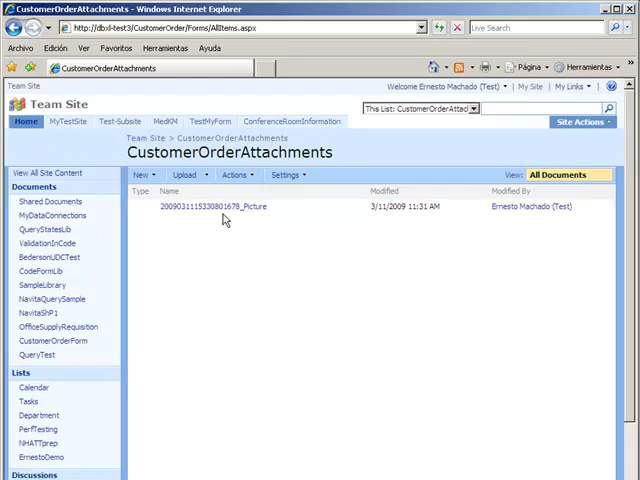 CustomerOrderAttachments - Windows Internet Explorer
http://dbxl-test3/CustomerOrder/Forms/AllItems.aspx
Live Search
Archivo Edición Ver Favoritos Herramientas Ayuda
CustomerOrderAttachments
Página
Herramientas
Team Site
Welcome Ernesto Machado (Test)
My Site
My Links
Team Site
This List: CustomerOrderAttac
Home MyTestSite Test-Subsite MedKM TestMyForm ConferenceRoomInformation
Site Actions
Team Site > CustomerOrderAttachments
CustomerOrderAttachments
View All Site Content
Documents
Shared Documents
MyDataConnections
QueryStatesLib
ValidationInCode
BedersonUDCTest
CodeFormLib
SampleLibrary
NavitaQuerySample
NavitaShP1
OfficeSupplyRequisition
CustomerOrderForm
QueryTest
Lists
Calendar
Tasks
Department
PerfTesting
NHATTprep
ErnestoDemo
Discussions
New Upload Actions Settings
View: All Documents
Type Name Modified Modified By
2009031115330801678_Picture 3/11/2009 11:31 AM Ernesto Machado (Test)